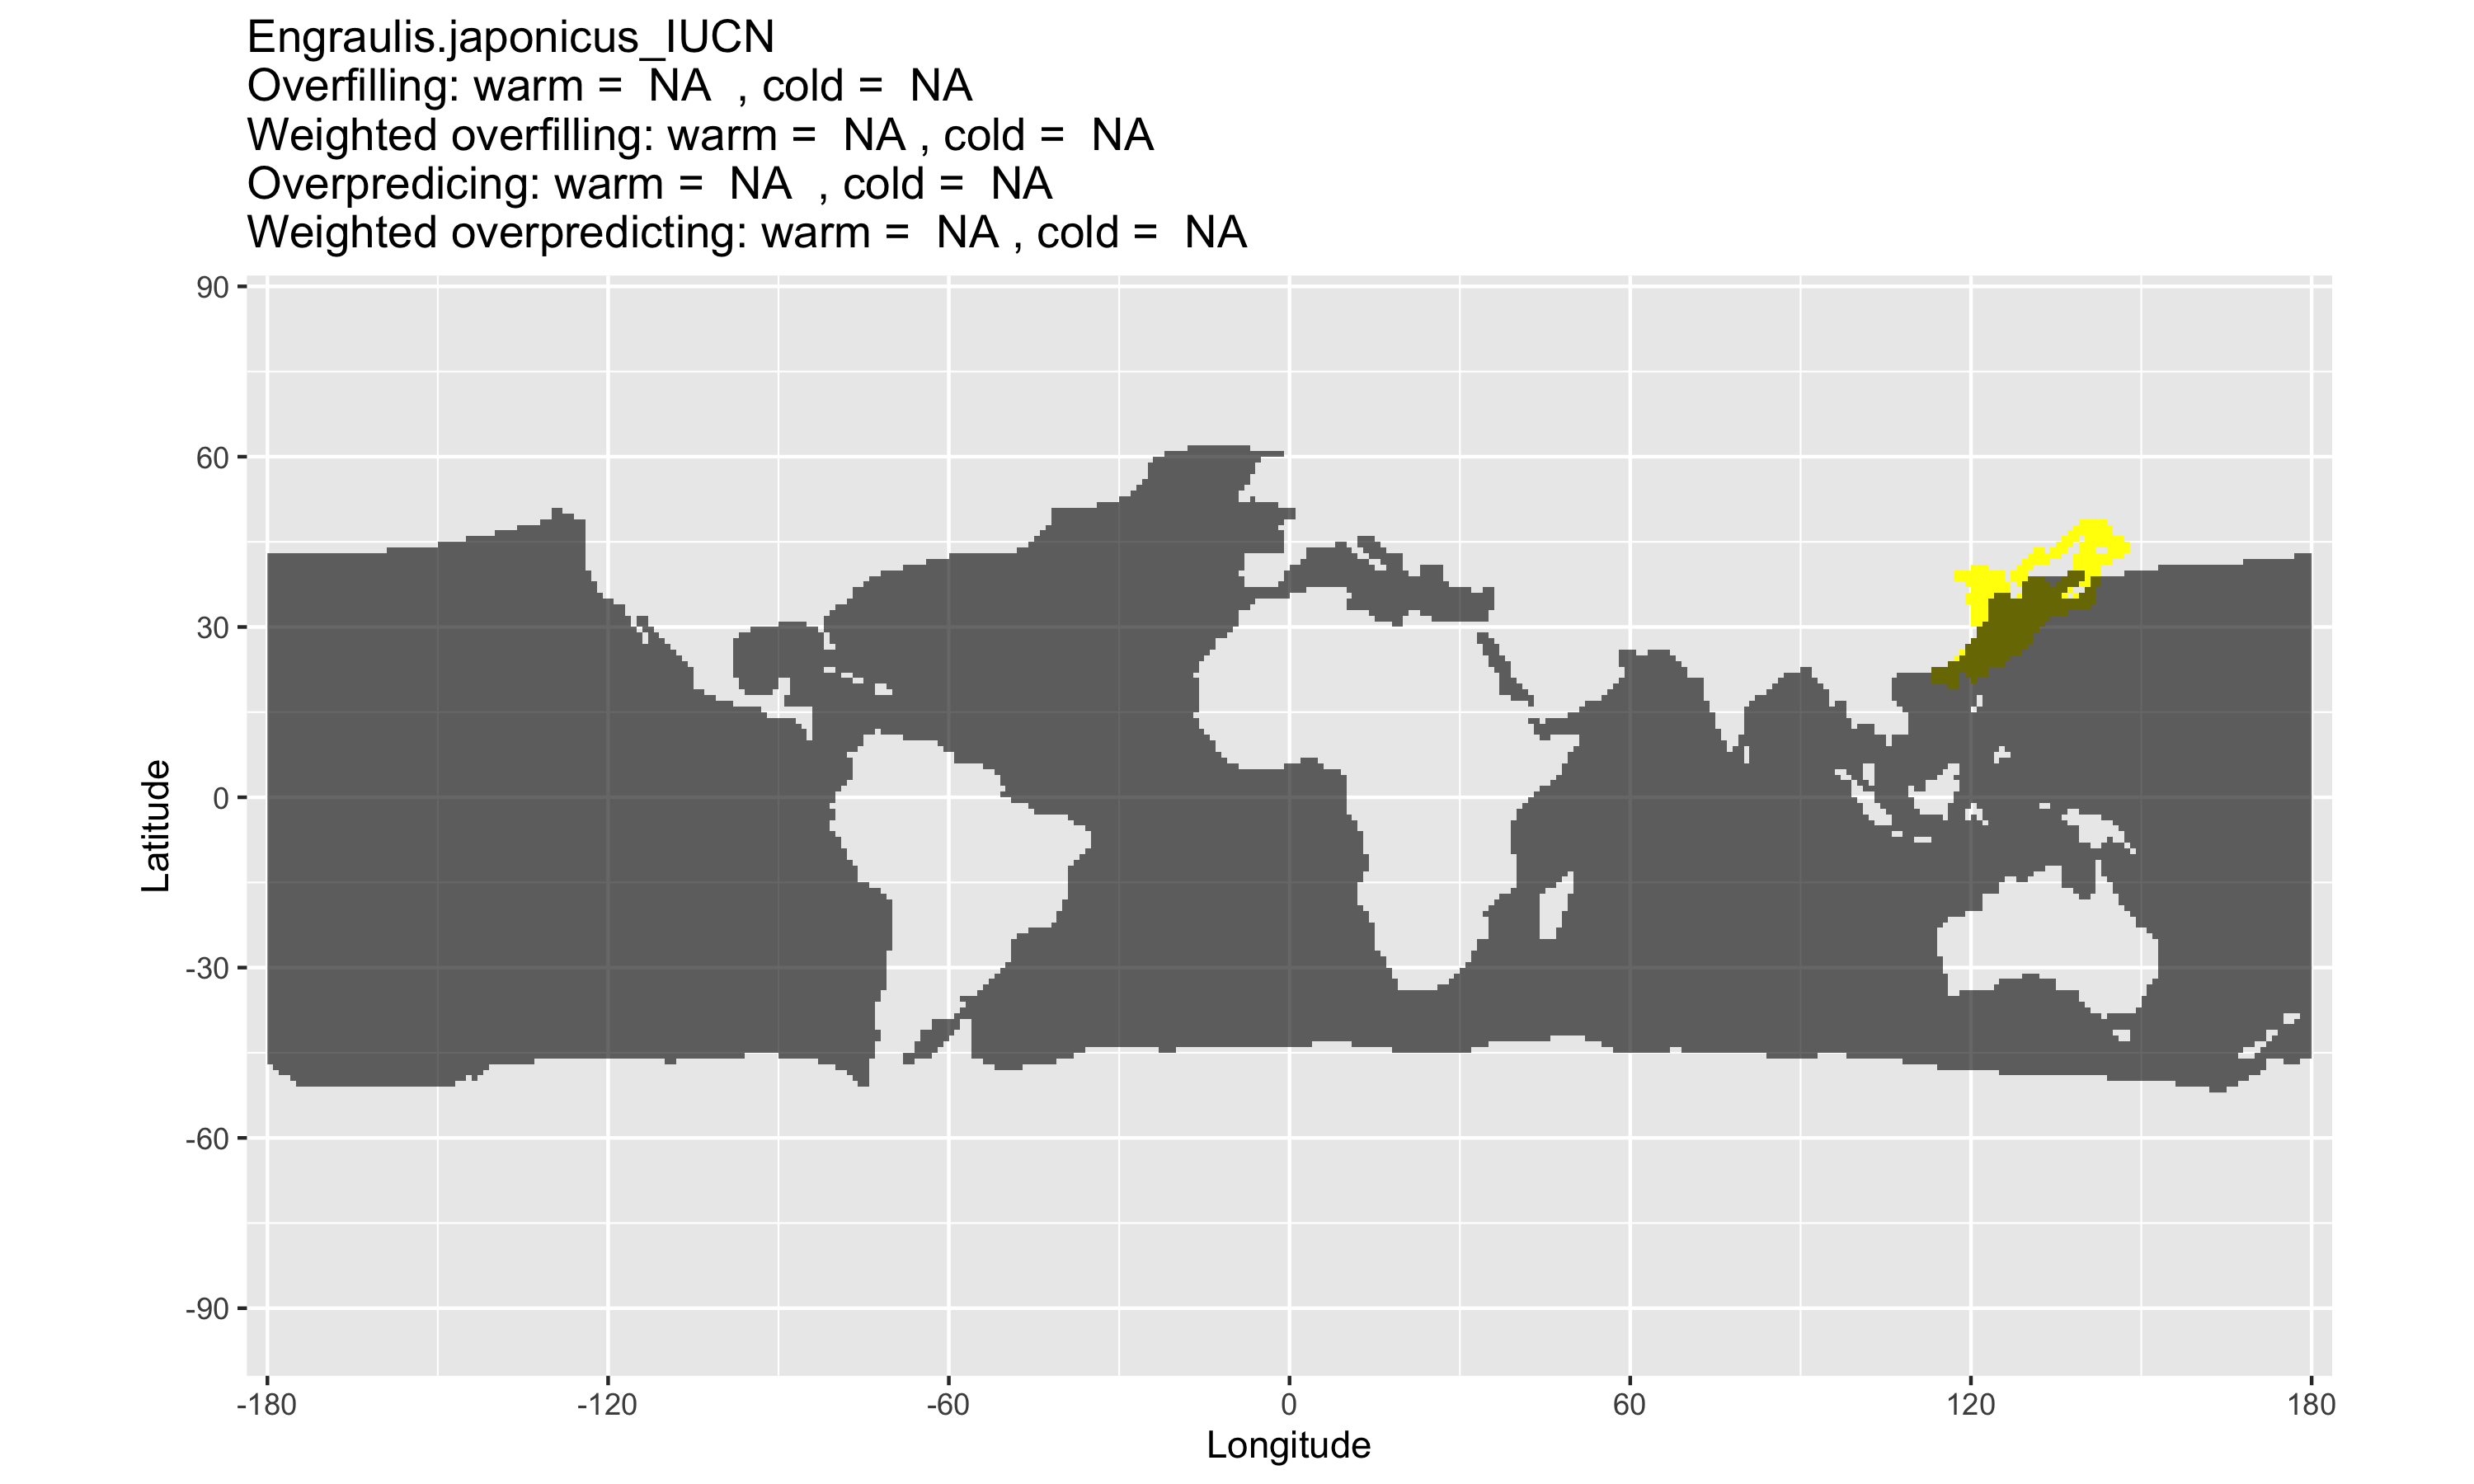 Engraulis.japonicus_IUCN
Overfilling: warm =  NA  , cold =  NA
Weighted overfilling: warm =  NA , cold =  NA
Overpredicing: warm =  NA  , cold =  NA
Weighted overpredicting: warm =  NA , cold =  NA
90
60
30
0
-30
-60
-90
Latitude
-180 -120 -60 0 60 120 180
Longitude